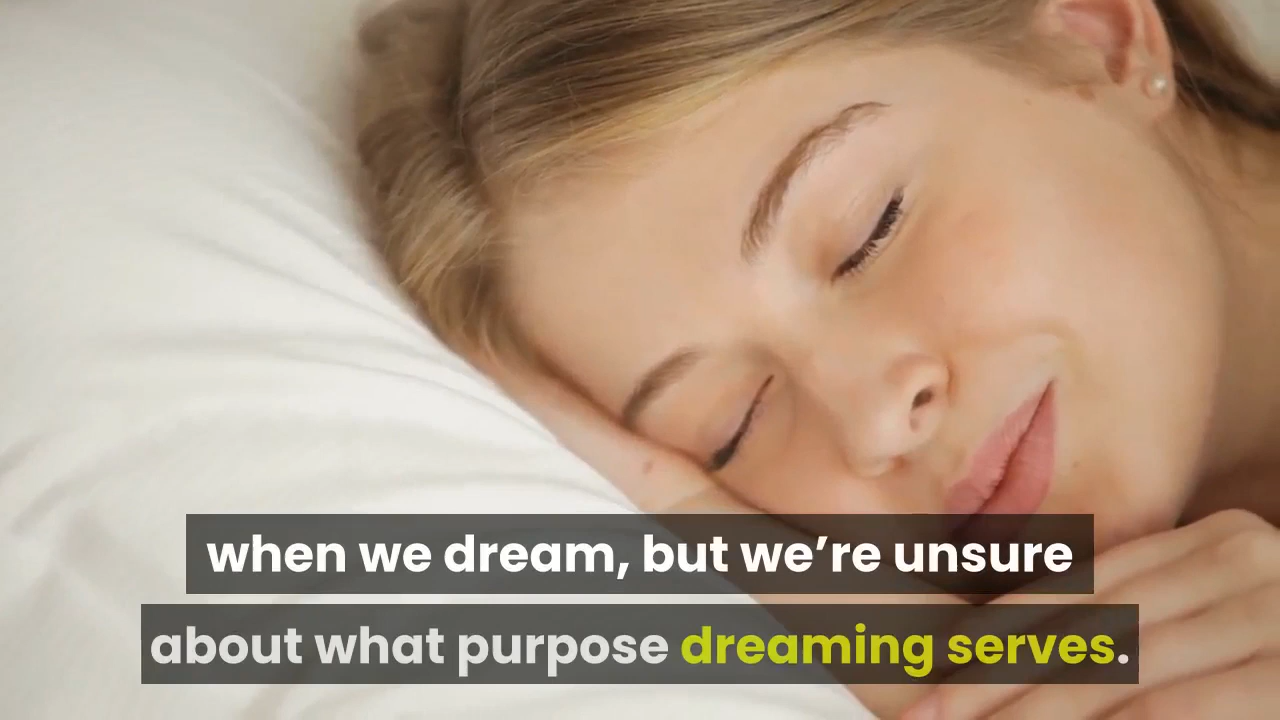 when we dream, but we’re unsure
about what purpose dreaming serves.